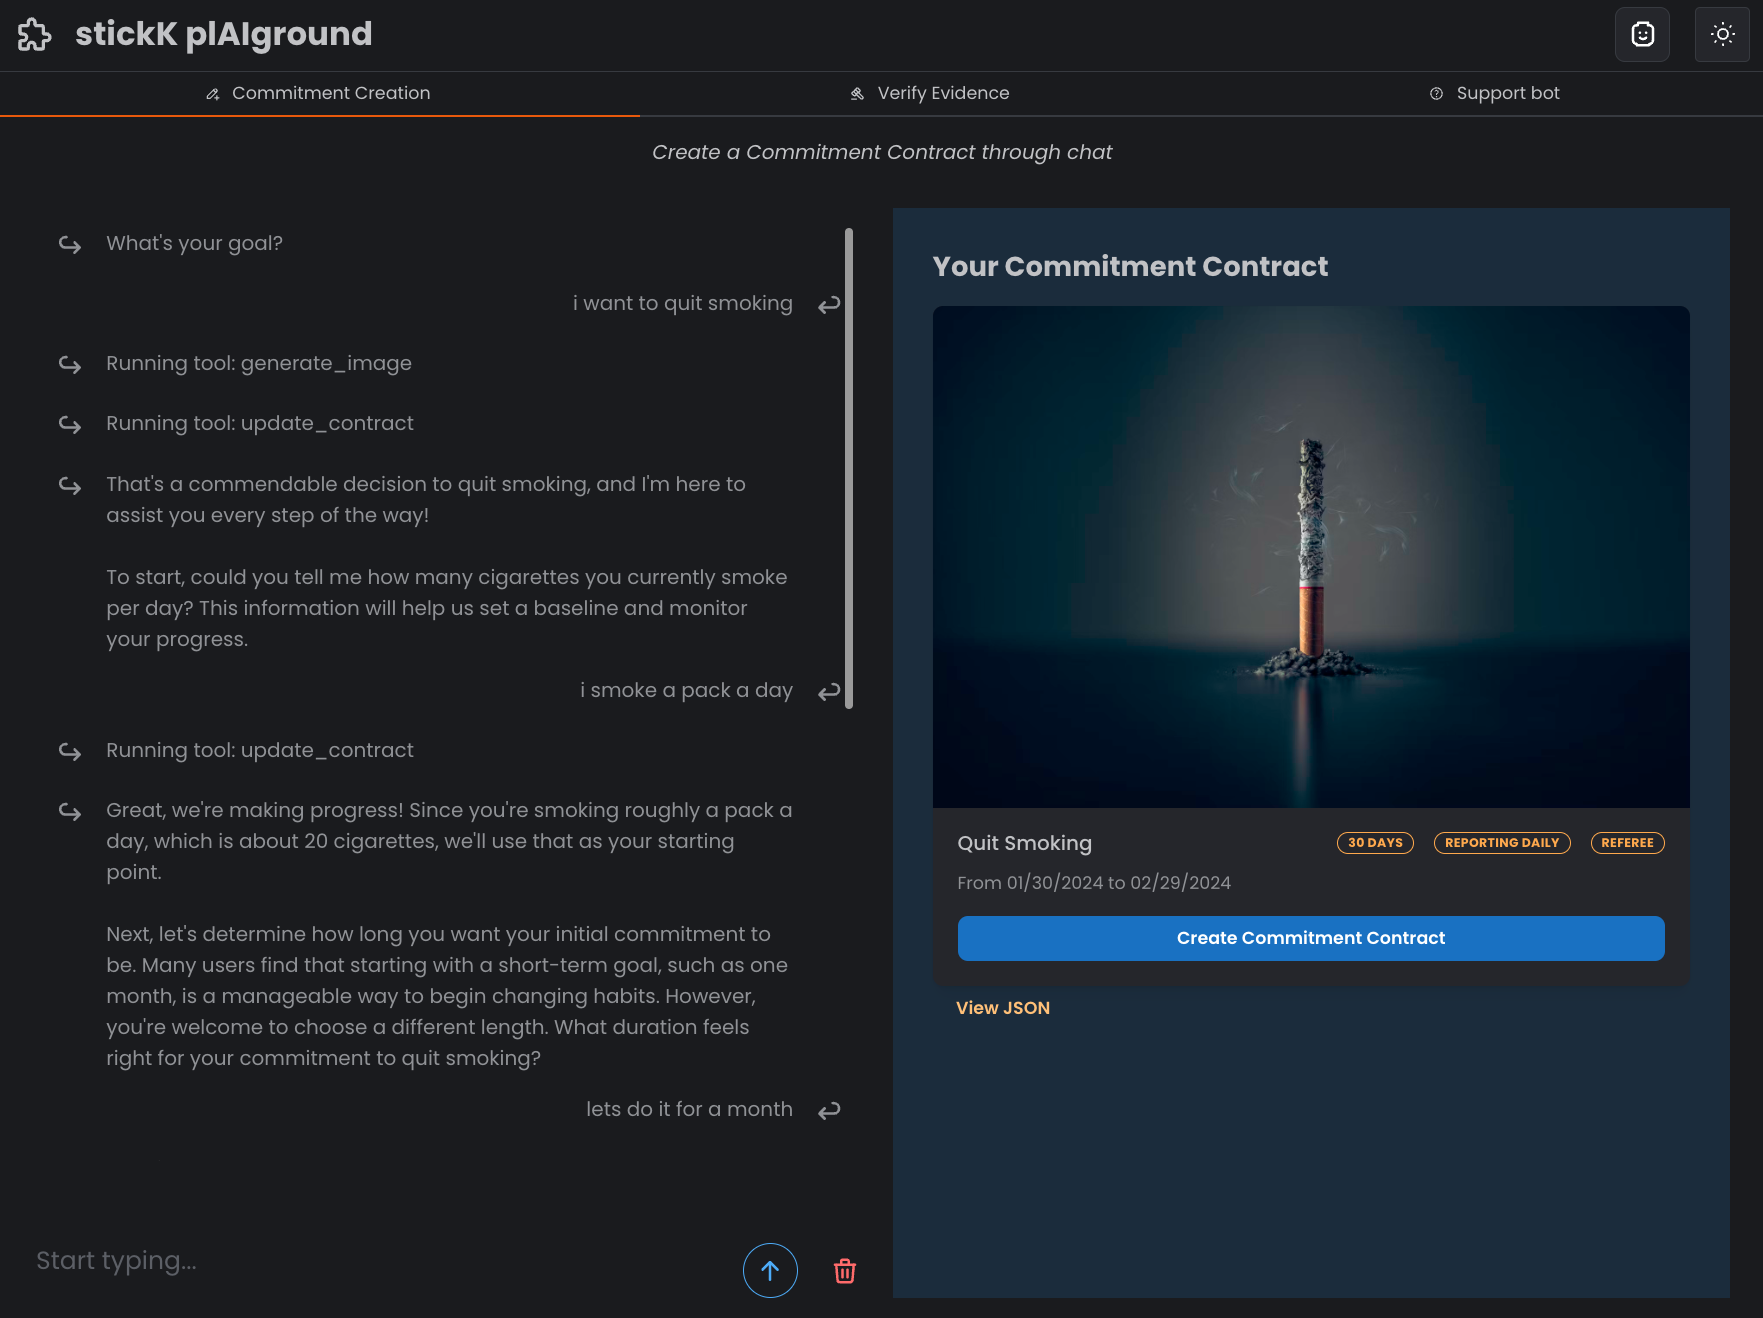 stickK plAIground
Commitment Creation
Verify Evidence
Support bot
Create a Commitment Contract through chat
What's your goal?
i want to quit smoking
Running tool: generate_image
Running tool: update_contract
That's a commendable decision to quit smoking, and I'm here to
assist you every step of the way!
To start, could you tell me how many cigarettes you currently smoke
per day? This information will help us set a baseline and monitor
your progress.
i smoke a pack a day
Running tool: update_contract
Great, we're making progress! Since you're smoking roughly a pack a
day, which is about 20 cigarettes, we'll use that as your starting
point.
Next, let's determine how long you want your initial commitment to
be. Many users find that starting with a short-term goal, such as one
month, is a manageable way to begin changing habits. However,
you're welcome to choose a different length. What duration feels
right for your commitment to quit smoking?
lets do it for a month
Start typing...
Your Commitment Contract
Quit Smoking
30 DAYS
REPORTING DAILY
REFEREE
From 01/30/2024 to 02/29/2024
Create Commitment Contract
View JSON